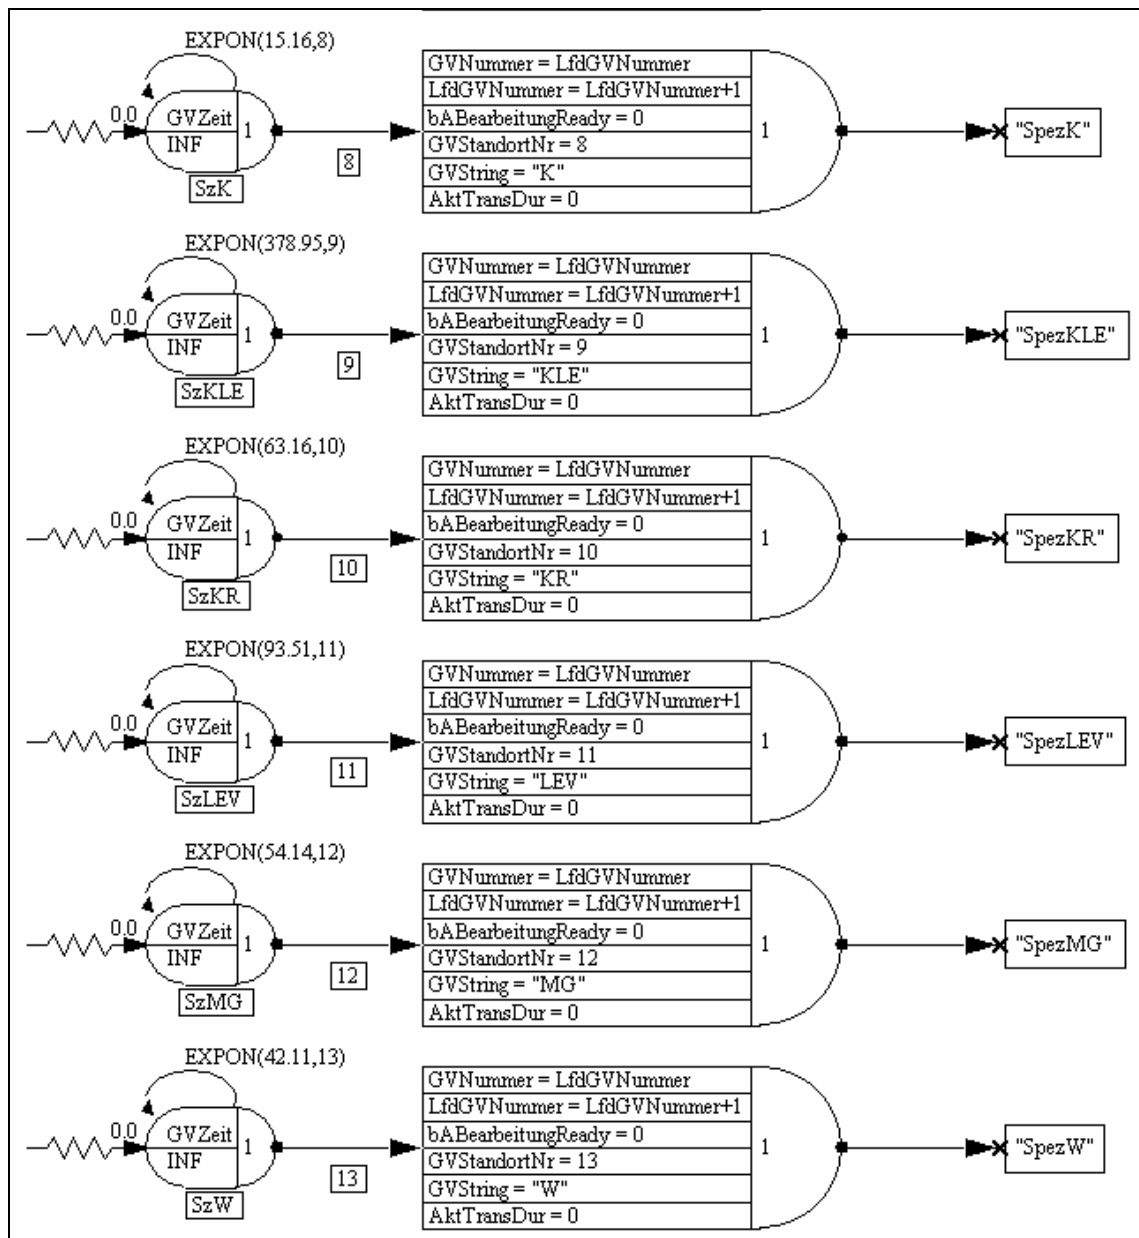 EXPON(15.16,8)
0.0
GVZeit
INF
1
SzK
8
GVNummer = LfdGVNummer
LfdGVNummer = LfdGVNummer+1
bABearbeitungReady = 0
GVStandortNr = 8
GVString = "K"
AktTransDur = 0
1
"SpezK"
EXPON(378.95,9)
0.0
GVZeit
INF
1
SzKLE
9
GVNummer = LfdGVNummer
LfdGVNummer = LfdGVNummer+1
bABearbeitungReady = 0
GVStandortNr = 9
GVString = "KLE"
AktTransDur = 0
1
"SpezKLE"
EXPON(63.16,10)
0.0
GVZeit
INF
1
SzKR
10
GVNummer = LfdGVNummer
LfdGVNummer = LfdGVNummer+1
bABearbeitungReady = 0
GVStandortNr = 10
GVString = "KR"
AktTransDur = 0
1
"SpezKR"
EXPON(93.51,11)
0.0
GVZeit
INF
1
SzLEV
11
GVNummer = LfdGVNummer
LfdGVNummer = LfdGVNummer+1
bABearbeitungReady = 0
GVStandortNr = 11
GVString = "LEV"
AktTransDur = 0
1
"SpezLEV"
EXPON(54.14,12)
0.0
GVZeit
INF
1
SzMG
12
GVNummer = LfdGVNummer
LfdGVNummer = LfdGVNummer+1
bABearbeitungReady = 0
GVStandortNr = 12
GVString = "MG"
AktTransDur = 0
1
"SpezMG"
EXPON(42.11,13)
0.0
GVZeit
INF
1
SzW
13
GVNummer = LfdGVNummer
LfdGVNummer = LfdGVNummer+1
bABearbeitungReady = 0
GVStandortNr = 13
GVString = "W"
AktTransDur = 0
1
"SpezW"